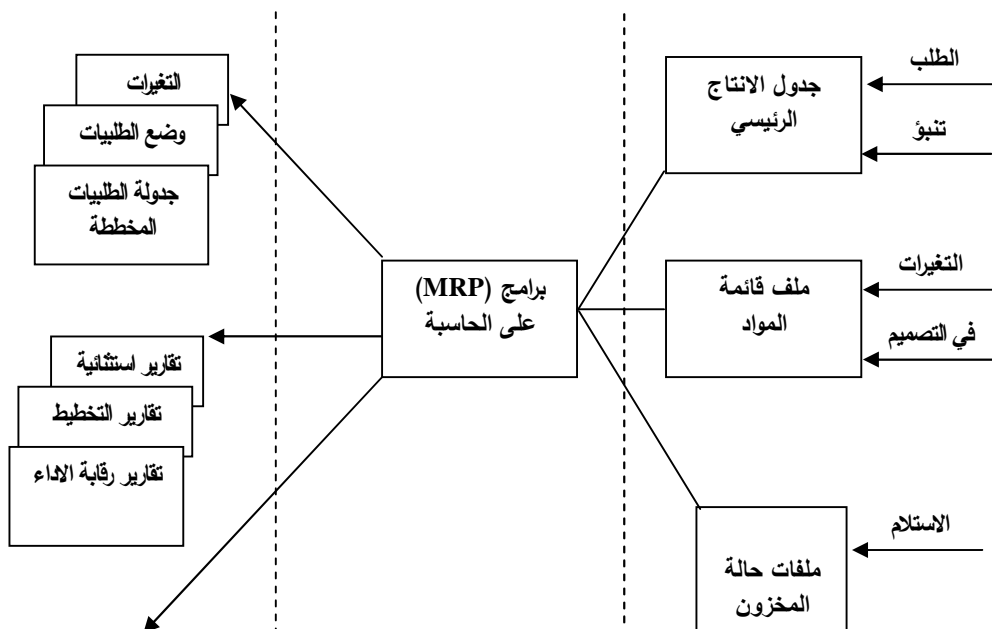 الطلب
تنبؤ
جدول الانتاج
الرئيسي
التغيرات
في التصميم
ملف قائمة
المواد
الاستلام
ملفات حالة
المخزون
برامج (MRP)
على الحاسبة
التغيرات
وضع الطلبيات
جدولة الطلبيات
المخططة
تقارير استثنائية
تقارير التخطيط
تقارير رقابة الاداء